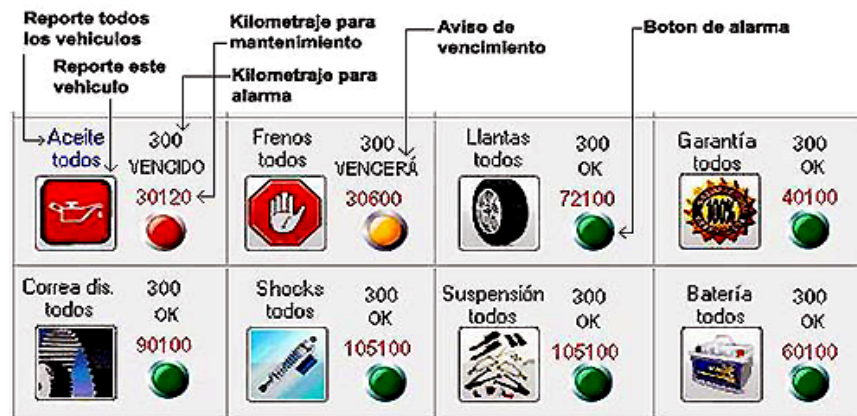 Reporte todos
los vehiculos
Kilometraje para
mantenimiento
Aviso de
vencimiento
Boton de alarma
Reporte este
vehiculo
Kilometraje para
alarma
Aceite
todos
300
VENCIDO
30120
Frenos
todos
300
VENCERÁ
30600
Llantas
todos
300
OK
72100
Garantía
todos
300
OK
40100
100%
Correa dis.
todos
300
OK
90100
Shocks
todos
300
OK
105100
Suspensión
todos
300
OK
105100
Batería
todos
300
OK
60100